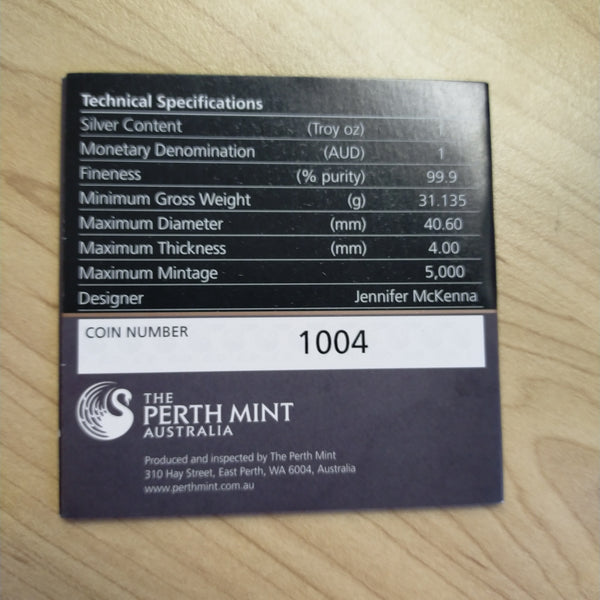 Technical Specifications
Silver Content (Troy oz) 1
Monetary Denomination (AUD) 1
Fineness (% purity) 99.9
Minimum Gross Weight (g) 31.135
Maximum Diameter (mm) 40.60
Maximum Thickness (mm) 4.00
Maximum Mintage 5,000
Designer Jennifer McKenna
COIN NUMBER 1004
THE
PERTH MINT
AUSTRALIA
Produced and inspected by The Perth Mint
310 Hay Street, East Perth, WA 6004, Australia
www.perthmint.com.au